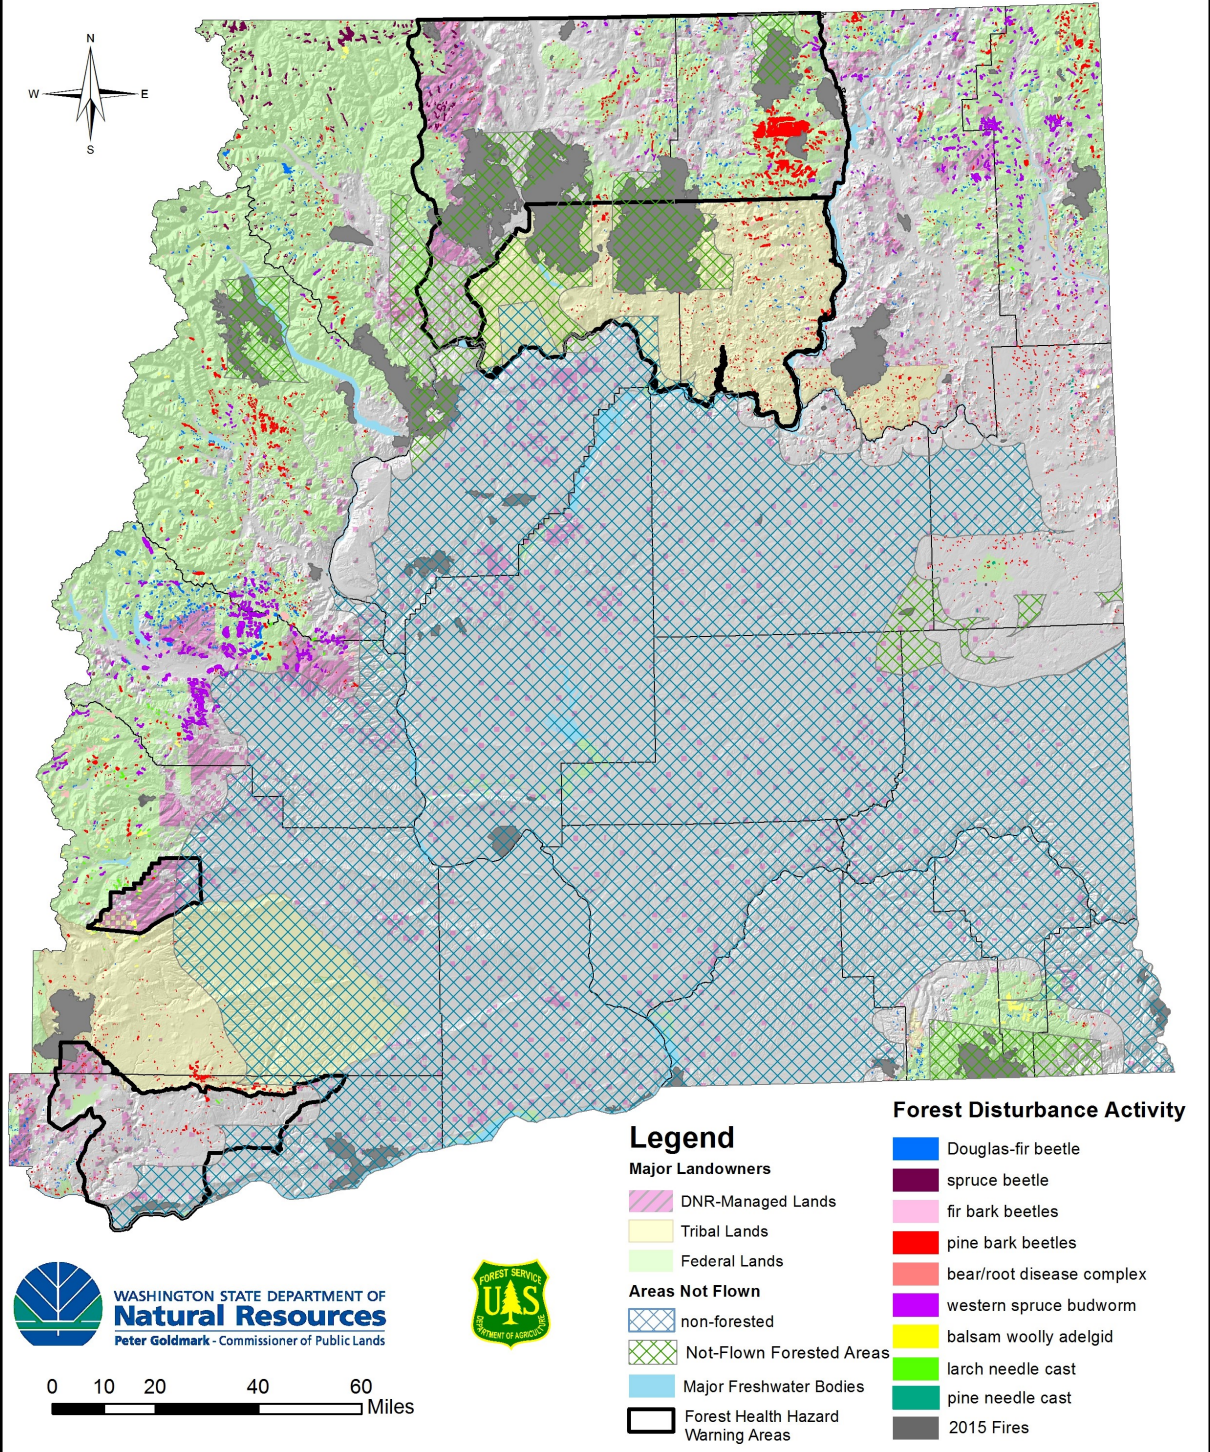 N
W
E
S
Legend
Major Landowners
DNR-Managed Lands
Tribal Lands
Federal Lands
Areas Not Flown
non-forested
Not-Flown Forested Areas
Major Freshwater Bodies
Forest Health Hazard
Warning Areas
Forest Disturbance Activity
Douglas-fir beetle
spruce beetle
fir bark beetles
pine bark beetles
bear/root disease complex
western spruce budworm
balsam woolly adelgid
larch needle cast
pine needle cast
2015 Fires
WASHINGTON STATE DEPARTMENT OF
Natural Resources
Peter Goldmark - Commissioner of Public Lands
FOREST SERVICE
U S
DEPARTMENT OF AGRICULTURE
0 10 20 40 60
Miles